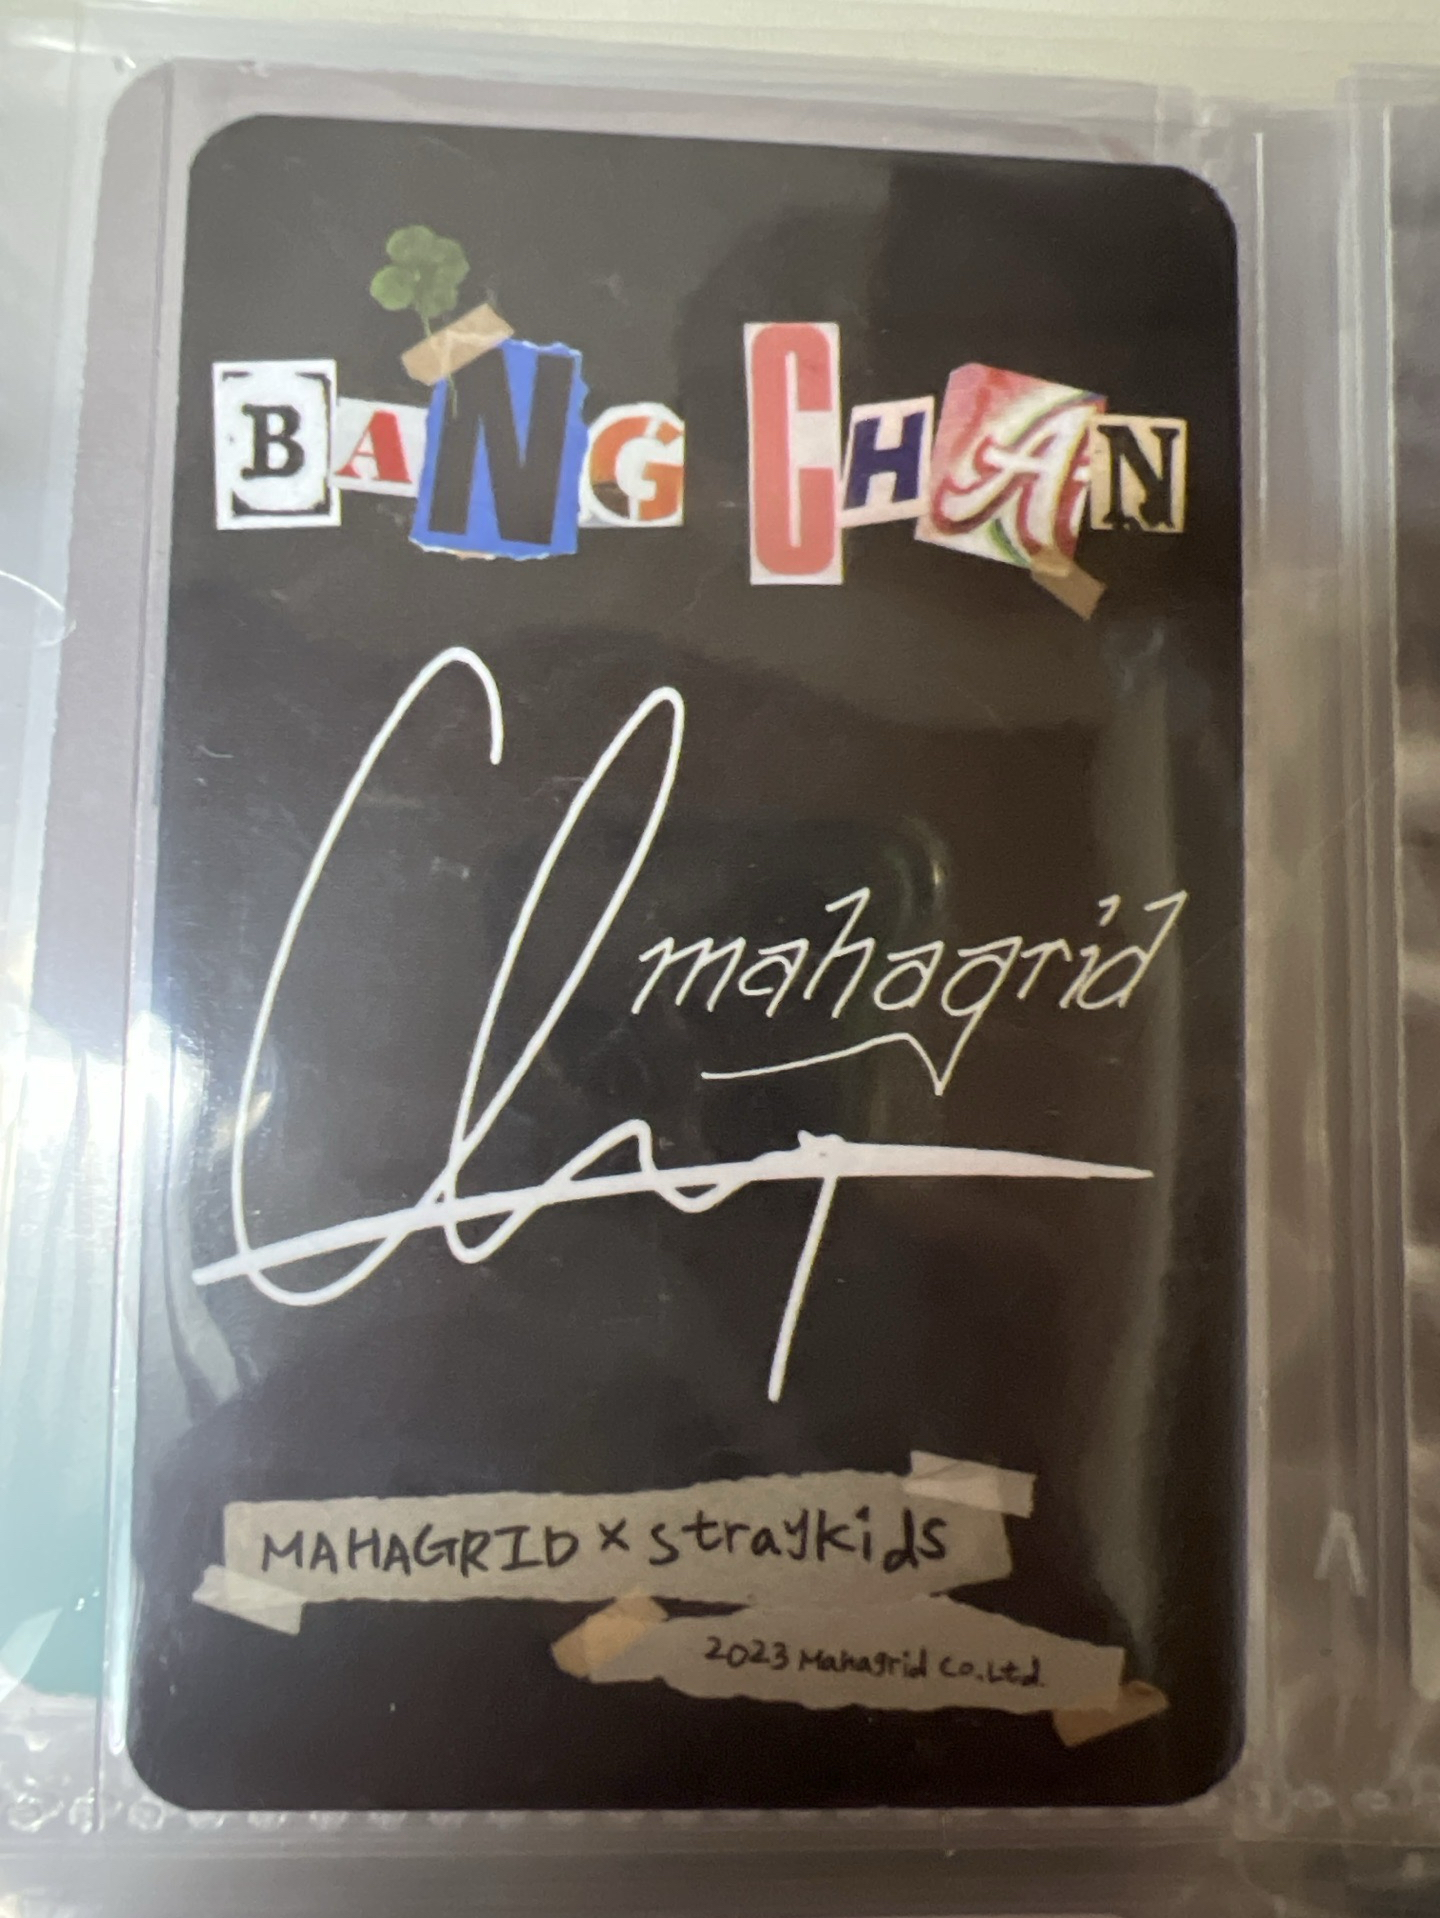 BANG CHAN
mahagrid
MAHAGRID x straykids
2023 Mahagrid Co.Ltd.